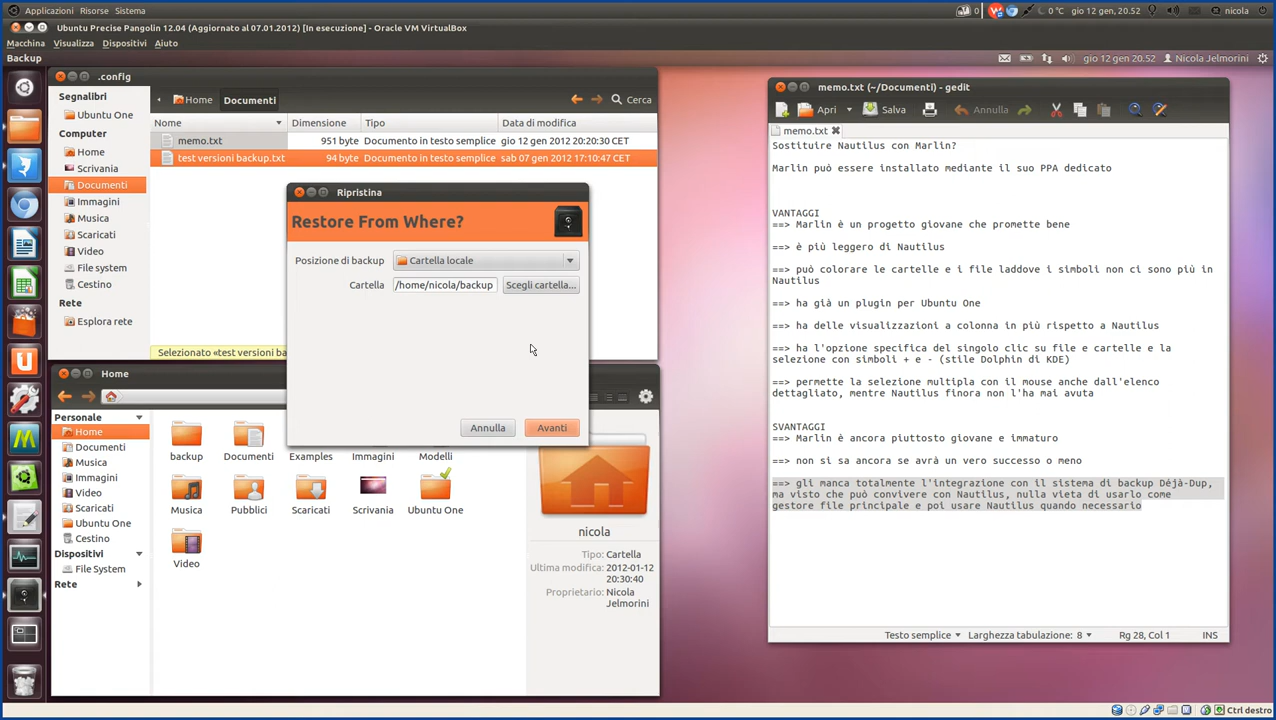 Applicazioni Risorse Sistema
0
0 °C gio 12 gen, 20.52 nicola
Ubuntu Precise Pangolin 12.04 (Aggiornato al 07.01.2012) [In esecuzione] - Oracle VM VirtualBox
Macchina Visualizza Dispositivi Aiuto
Backup
gio 12 gen 20.52 Nicola Jelmorini
.config
Segnalibri
Ubuntu One
Computer
Home
Scrivania
Documenti
Immagini
Musica
Scaricati
Video
File system
Cestino
Rete
Esplora rete
Home Documenti Cerca
Nome Dimensione Tipo Data di modifica
memo.txt 951 byte Documento in testo semplice gio 12 gen 2012 20:20:30 CET
test versioni backup.txt 94 byte Documento in testo semplice sab 07 gen 2012 17:10:47 CET
Selezionato «test versioni ba
Ripristina
Restore From Where?
Posizione di backup Cartella locale
Cartella /home/nicola/backup Scegli cartella...
Annulla Avanti
Home
Personale
Home
Documenti
Musica
Immagini
Video
Scaricati
Ubuntu One
Cestino
Dispositivi
File System
Rete
backup Documenti Examples Immagini Modelli
Musica Pubblici Scaricati Scrivania Ubuntu One
Video
nicola
Tipo: Cartella
Ultima modifica: 2012-01-12
20:30:40
Proprietario: Nicola
Jelmorini
memo.txt (~/Documenti) - gedit
Apri Salva Annulla
memo.txt
Sostituire Nautilus con Marlin?
Marlin può essere installato mediante il suo PPA dedicato
VANTAGGI
==> Marlin è un progetto giovane che promette bene
==> è più leggero di Nautilus
==> può colorare le cartelle e i file laddove i simboli non ci sono più in
Nautilus
==> ha già un plugin per Ubuntu One
==> ha delle visualizzazioni a colonna in più rispetto a Nautilus
==> ha l'opzione specifica del singolo clic su file e cartelle e la
selezione con simboli + e - (stile Dolphin di KDE)
==> permette la selezione multipla con il mouse anche dall'elenco
dettagliato, mentre Nautilus finora non l'ha mai avuta
SVANTAGGI
==> Marlin è ancora piuttosto giovane e immaturo
==> non si sa ancora se avrà un vero successo o meno
==> gli manca totalmente l'integrazione con il sistema di backup Déjà-Dup,
ma visto che può convivere con Nautilus, nulla vieta di usarlo come
gestore file principale e poi usare Nautilus quando necessario
Testo semplice Larghezza tabulazione: 8 Rg 28, Col 1 INS
Ctrl destro